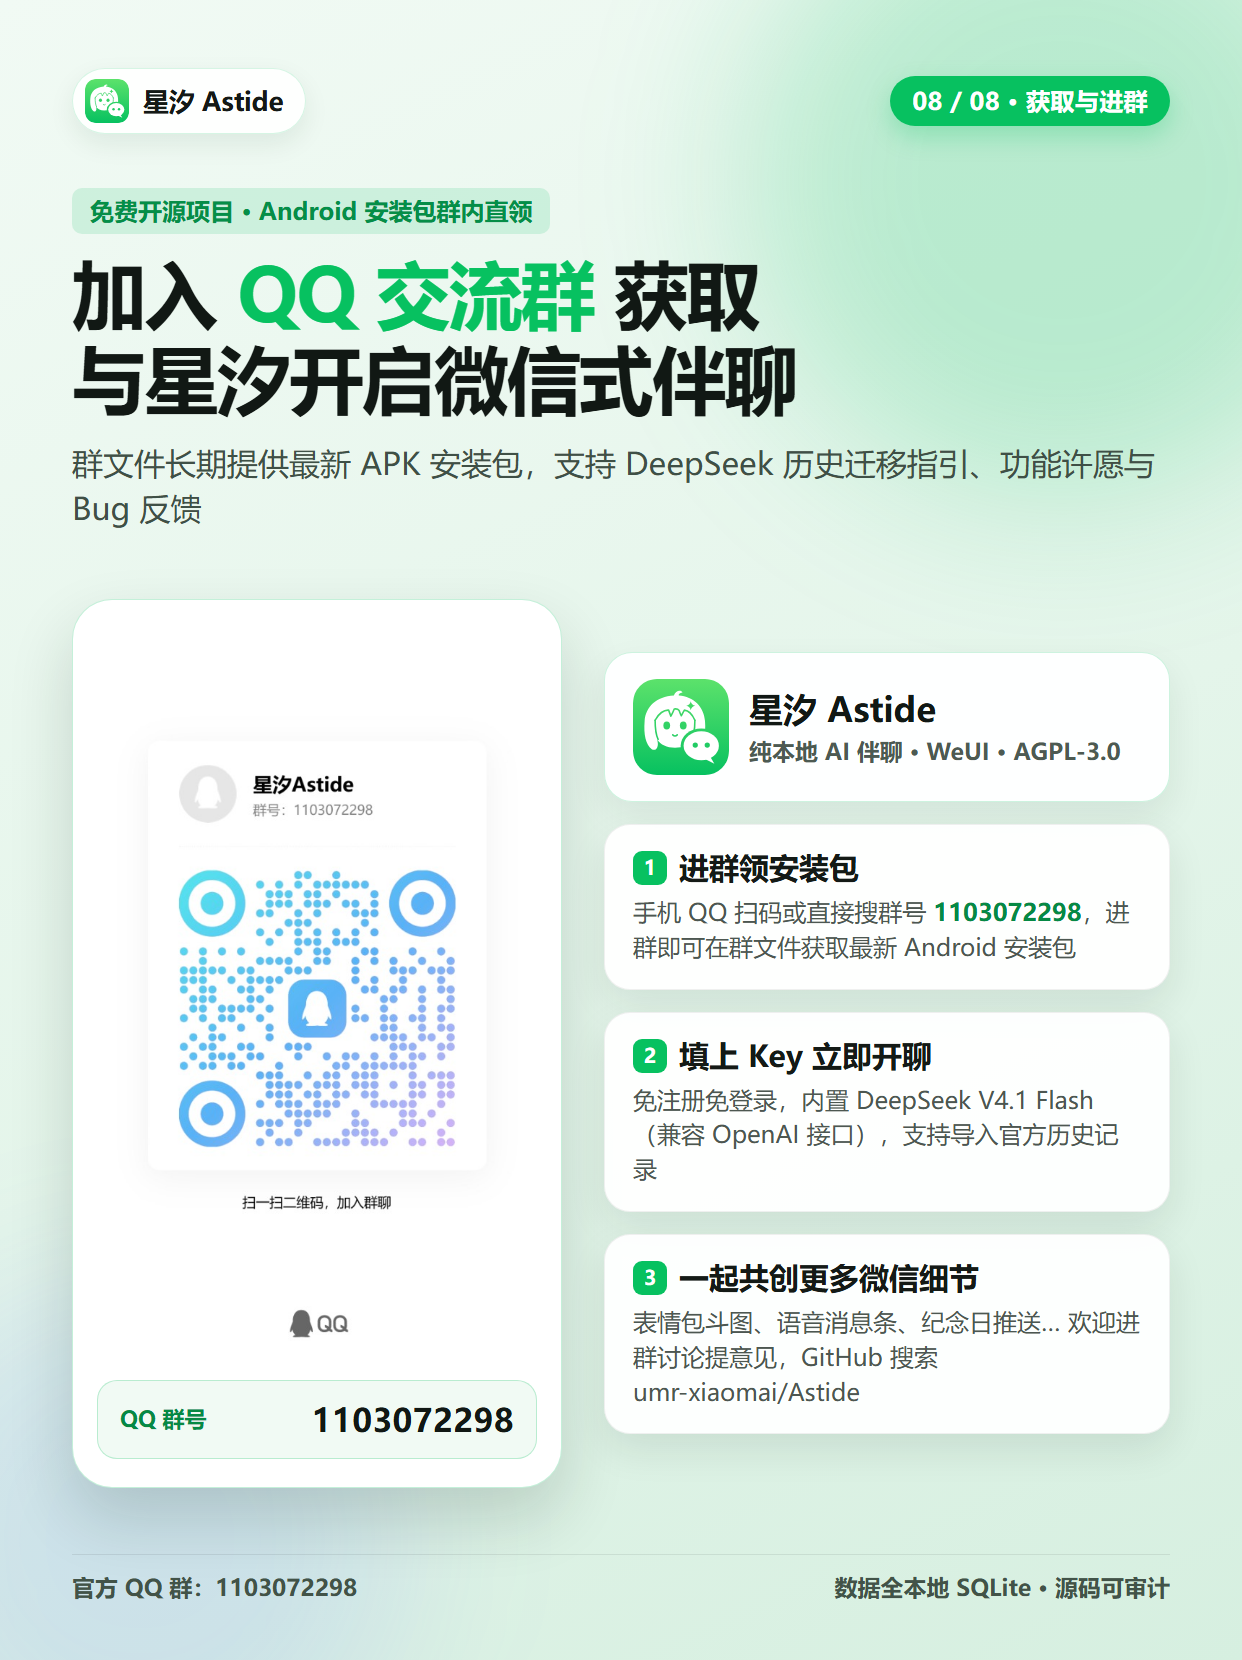 星汐 Astide
08 / 08 • 获取与进群
免费开源项目 • Android 安装包群内直领
加入 QQ 交流群 获取
与星汐开启微信式伴聊
群文件长期提供最新 APK 安装包，支持 DeepSeek 历史迁移指引、功能许愿与
Bug 反馈
星汐Astide
群号：1103072298
扫一扫二维码，加入群聊
QQ
QQ 群号
1103072298
星汐 Astide
纯本地 AI 伴聊 • WeUI • AGPL-3.0
1 进群领安装包
手机 QQ 扫码或直接搜群号 1103072298，进
群即可在群文件获取最新 Android 安装包
2 填上 Key 立即开聊
免注册免登录，内置 DeepSeek V4.1 Flash
（兼容 OpenAI 接口），支持导入官方历史记
录
3 一起共创更多微信细节
表情包斗图、语音消息条、纪念日推送... 欢迎进
群讨论提意见，GitHub 搜索
umr-xiaomai/Astide
官方 QQ 群：1103072298
数据全本地 SQLite • 源码可审计